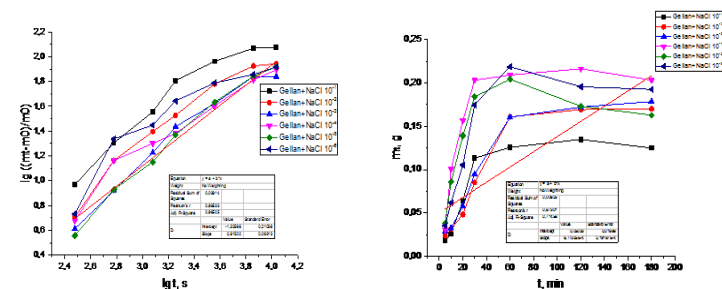 lg ((mt-m0)/m0)
2,2
2,0
1,8
1,6
1,4
1,2
1,0
0,8
0,6
0,4
2,4 2,6 2,8 3,0 3,2 3,4 3,6 3,8 4,0 4,2
lg t, s
Gellan+NaCl 10-1
Gellan+NaCl 10-2
Gellan+NaCl 10-3
Gellan+NaCl 10-4
Gellan+NaCl 10-5
Gellan+NaCl 10-6
Equation y = a + b*x
Weight No Weighting
Residual Sum of Squares
Pearson's r
Adj. R-Square
Value Standard Error
Intercept
Slope
mt, g
0,25
0,20
0,15
0,10
0,05
0,00
0 20 40 60 80 100 120 140 160 180 200
t, min
Gellan+NaCl 10
Gellan+NaCl 10
Gellan+NaCl 10
Gellan+NaCl 10
Gellan+NaCl 10
Gellan+NaCl 10
Equation y = a + b*x
Weight No Weighting
Residual Sum of Squares
Pearson's r
Adj. R-Square
Value Standard Error
Intercept
Slope